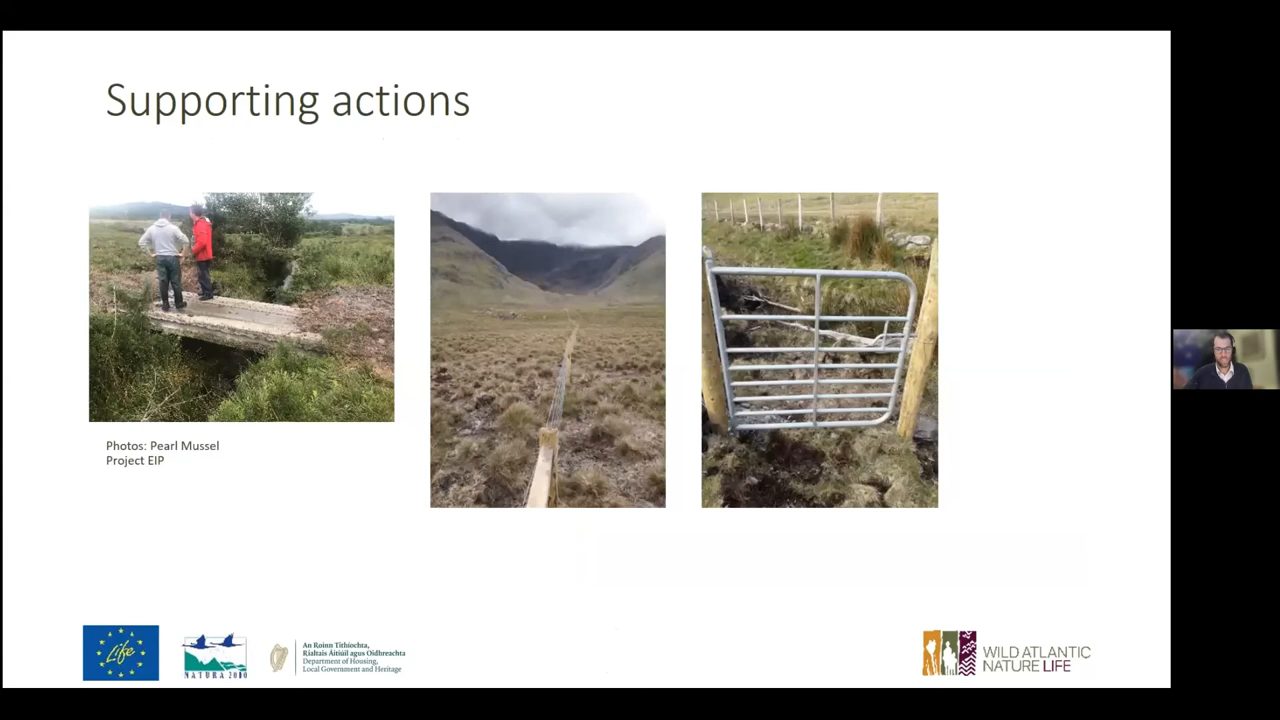 Supporting actions
Photos: Pearl Mussel
Project EIP
Life
NATURA 2000
An Roinn Tithíochta,
Rialtais Áitiúil agus Oidhreachta
Department of Housing,
Local Government and Heritage
WILD ATLANTIC
NATURE LIFE